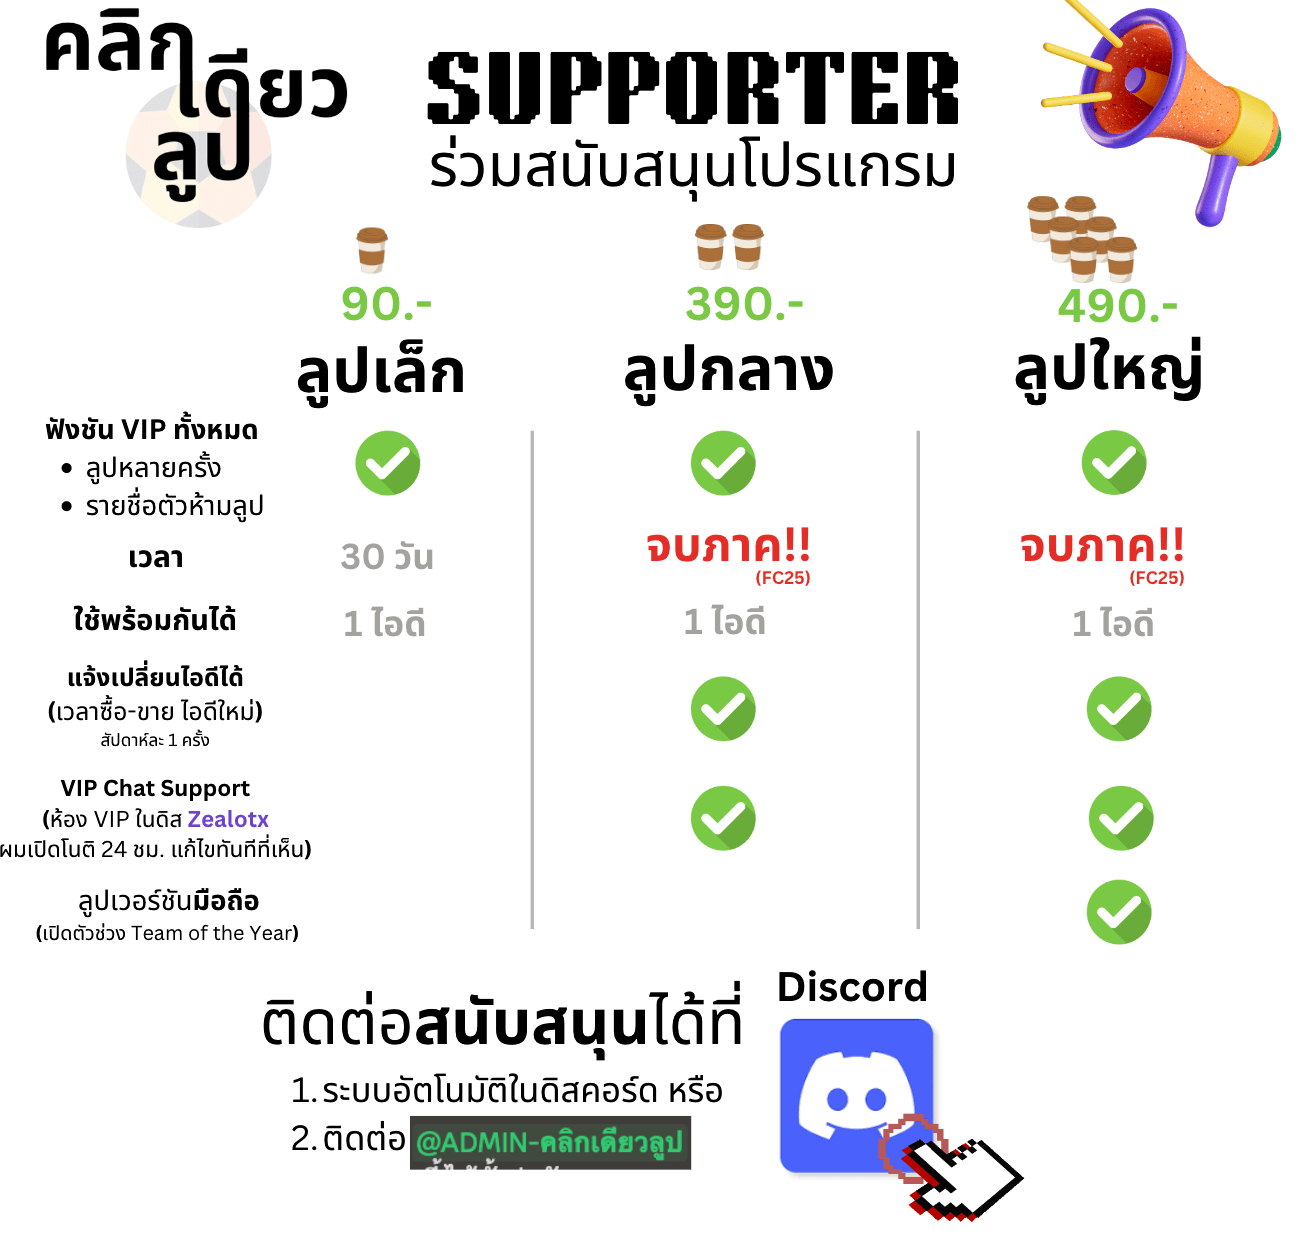 คลิก
เดียว
ลูป
SUPPORTER
ร่วมสนับสนุนโปรแกรม
90.-
390.-
490.-
ลูปเล็ก
ลูปกลาง
ลูปใหญ่
ฟังชัน VIP ทั้งหมด
• ลูปหลายครั้ง
• รายชื่อตัวห้ามลูป
เวลา
30 วัน
จบภาค!!
(FC25)
จบภาค!!
(FC25)
ใช้พร้อมกันได้
1 ไอดี
1 ไอดี
1 ไอดี
แจ้งเปลี่ยนไอดีได้
(เวลาซื้อ-ขาย ไอดีใหม่)
สัปดาห์ละ 1 ครั้ง
VIP Chat Support
(ห้อง VIP ในดิส Zealotx
ผมเปิดโนติ 24 ชม. แก้ไขทันทีที่เห็น)
ลูปเวอร์ชันมือถือ
(เปิดตัวช่วง Team of the Year)
ติดต่อสนับสนุนได้ที่
Discord
1. ระบบอัตโนมัติในดิสคอร์ด หรือ
2. ติดต่อ @ADMIN-คลิกเดียวลูป